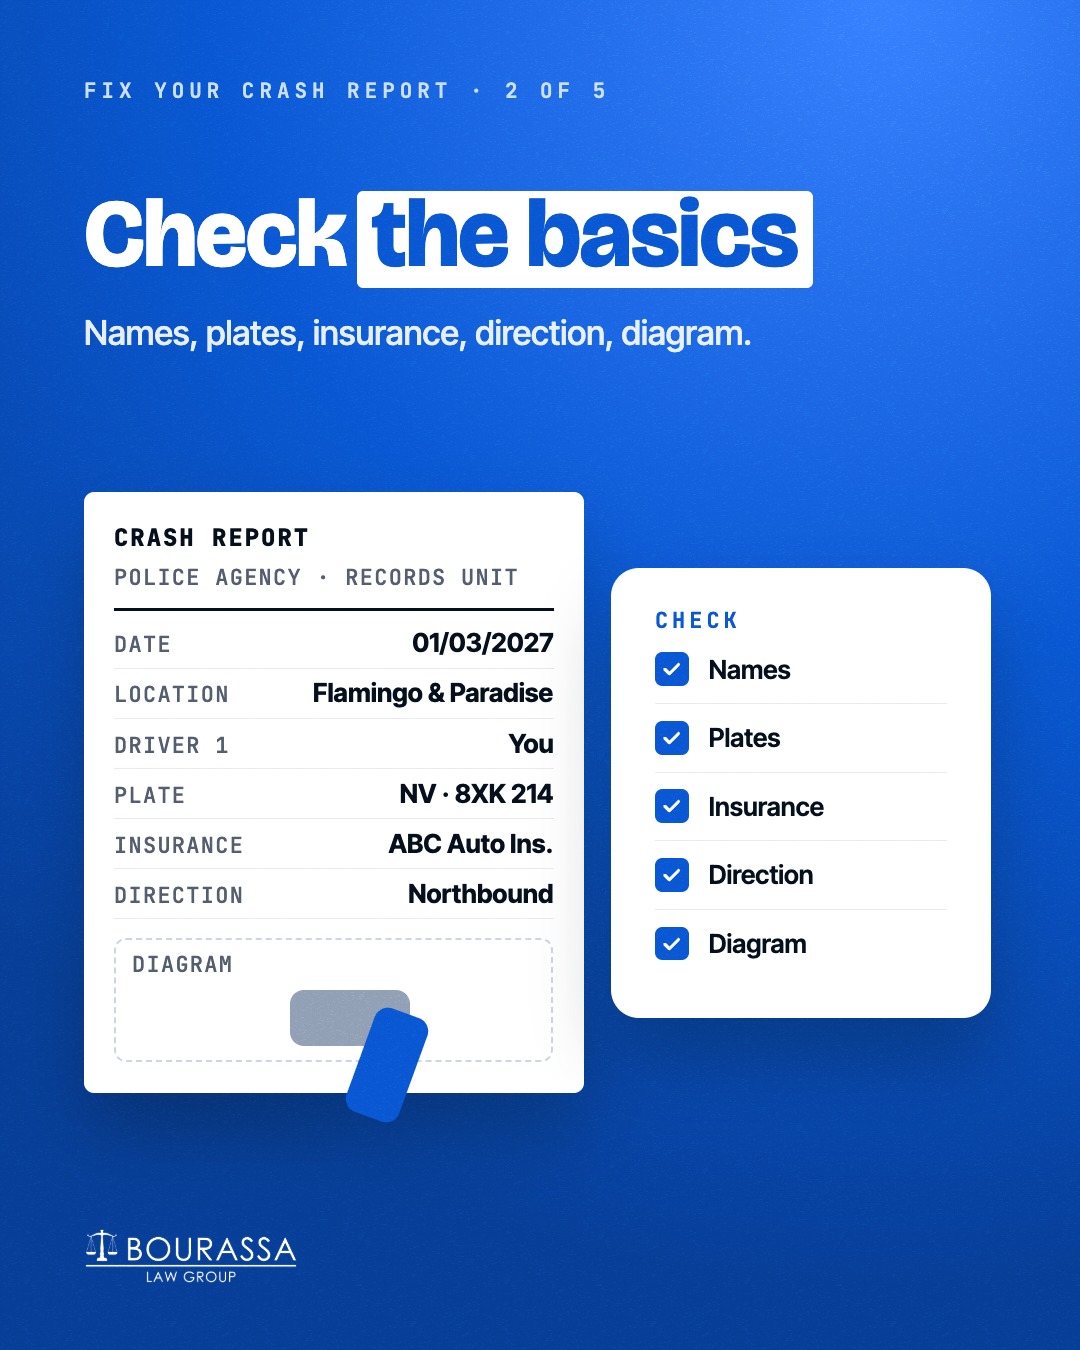 FIX YOUR CRASH REPORT · 2 OF 5
Check the basics
Names, plates, insurance, direction, diagram.
CRASH REPORT
POLICE AGENCY · RECORDS UNIT
DATE 01/03/2027
LOCATION Flamingo & Paradise
DRIVER 1 You
PLATE NV · 8XK 214
INSURANCE ABC Auto Ins.
DIRECTION Northbound
DIAGRAM
CHECK
Names
Plates
Insurance
Direction
Diagram
BOURASSA
LAW GROUP